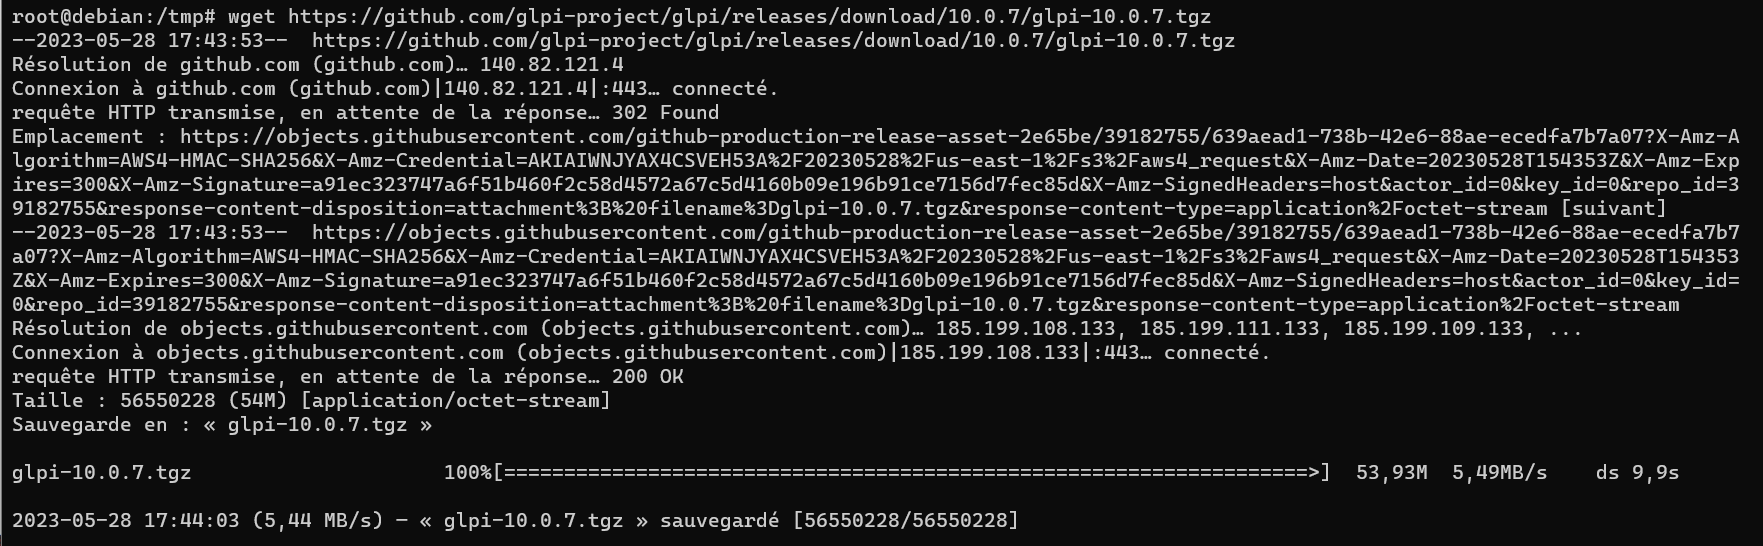 root@debian:/tmp# wget https://github.com/glpi-project/glpi/releases/download/10.0.7/glpi-10.0.7.tgz
--2023-05-28 17:43:53--  https://github.com/glpi-project/glpi/releases/download/10.0.7/glpi-10.0.7.tgz
Résolution de github.com (github.com)… 140.82.121.4
Connexion à github.com (github.com)|140.82.121.4|:443… connecté.
requête HTTP transmise, en attente de la réponse… 302 Found
Emplacement : https://objects.githubusercontent.com/github-production-release-asset-2e65be/39182755/639aead1-738b-42e6-88ae-ecedfa7b7a07?X-Amz-A
lgorithm=AWS4-HMAC-SHA256&X-Amz-Credential=AKIAIWNJYAX4CSVEH53A%2F20230528%2Fus-east-1%2Fs3%2Faws4_request&X-Amz-Date=20230528T154353Z&X-Amz-Exp
ires=300&X-Amz-Signature=a91ec323747a6f51b460f2c58d4572a67c5d4160b09e196b91ce7156d7fec85d&X-Amz-SignedHeaders=host&actor_id=0&key_id=0&repo_id=3
9182755&response-content-disposition=attachment%3B%20filename%3Dglpi-10.0.7.tgz&response-content-type=application%2Foctet-stream [suivant]
--2023-05-28 17:43:53--  https://objects.githubusercontent.com/github-production-release-asset-2e65be/39182755/639aead1-738b-42e6-88ae-ecedfa7b7
a07?X-Amz-Algorithm=AWS4-HMAC-SHA256&X-Amz-Credential=AKIAIWNJYAX4CSVEH53A%2F20230528%2Fus-east-1%2Fs3%2Faws4_request&X-Amz-Date=20230528T154353
Z&X-Amz-Expires=300&X-Amz-Signature=a91ec323747a6f51b460f2c58d4572a67c5d4160b09e196b91ce7156d7fec85d&X-Amz-SignedHeaders=host&actor_id=0&key_id=
0&repo_id=39182755&response-content-disposition=attachment%3B%20filename%3Dglpi-10.0.7.tgz&response-content-type=application%2Foctet-stream
Résolution de objects.githubusercontent.com (objects.githubusercontent.com)… 185.199.108.133, 185.199.111.133, 185.199.109.133, ...
Connexion à objects.githubusercontent.com (objects.githubusercontent.com)|185.199.108.133|:443… connecté.
requête HTTP transmise, en attente de la réponse… 200 OK
Taille : 56550228 (54M) [application/octet-stream]
Sauvegarde en : « glpi-10.0.7.tgz »
glpi-10.0.7.tgz                     100%[===================================================================>]  53,93M  5,49MB/s    ds 9,9s
2023-05-28 17:44:03 (5,44 MB/s) — « glpi-10.0.7.tgz » sauvegardé [56550228/56550228]